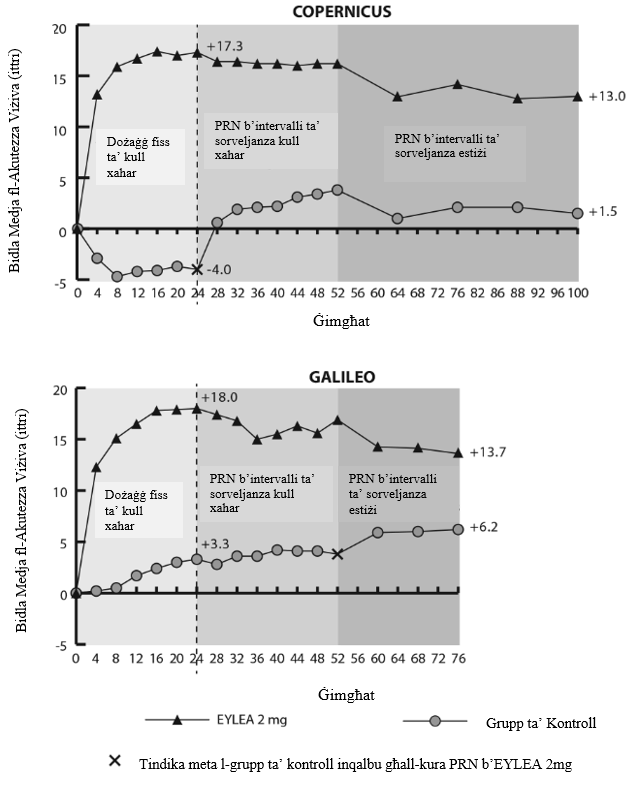 COPERNICUS
Bidla Medja fl-Akutezza Viżiva (ittri)
20
15
10
5
0
-5
+17.3
+13.0
+1.5
-4.0
Dożaġġ fiss
ta’ kull
xahar
PRN b’intervalli ta’
sorveljanza kull
xahar
PRN b’intervalli ta’
sorveljanza estiżi
0 4 8 12 16 20 24 28 32 36 40 44 48 52 56 60 64 68 72 76 80 84 88 92 96 100
Ġimgħat
GALILEO
Bidla Medja fl-Akutezza Viżiva (ittri)
20
15
10
5
0
-5
+18.0
+13.7
+6.2
+3.3
Dożaġġ fiss
ta’ kull
xahar
PRN b’intervalli ta’
sorveljanza kull
xahar
PRN b’intervalli
ta’ sorveljanza
estiżi
0 4 8 12 16 20 24 28 32 36 40 44 48 52 56 60 64 68 72 76
Ġimgħat
EYLEA 2 mg
Grupp ta’ Kontroll
Tindika meta l-grupp ta’ kontroll inqalbu għall-kura PRN b’EYLEA 2mg